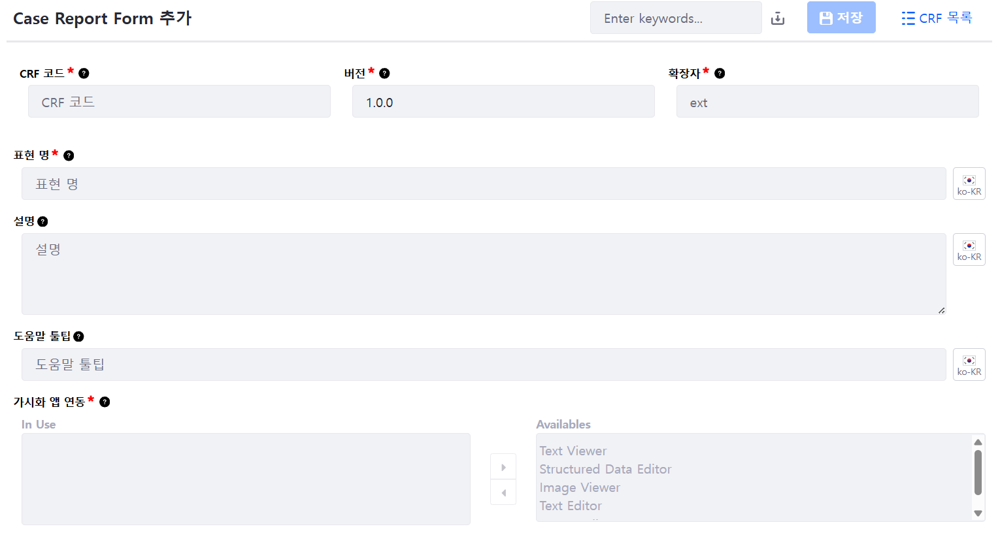 Case Report Form 추가
Enter keywords...
저장
CRF 목록
CRF 코드*
버전*
확장자*
CRF 코드
1.0.0
ext
표현 명*
표현 명
ko-KR
설명
설명
ko-KR
도움말 툴팁
도움말 툴팁
ko-KR
가시화 앱 연동*
In Use
Availables
Text Viewer
Structured Data Editor
Image Viewer
Text Editor